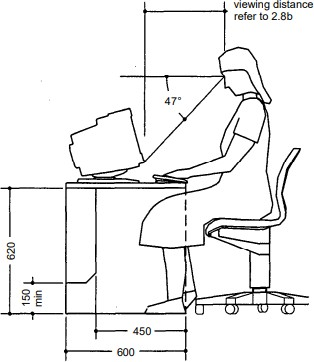 viewing distance
refer to 2.8b
47°
620
150
min
450
600